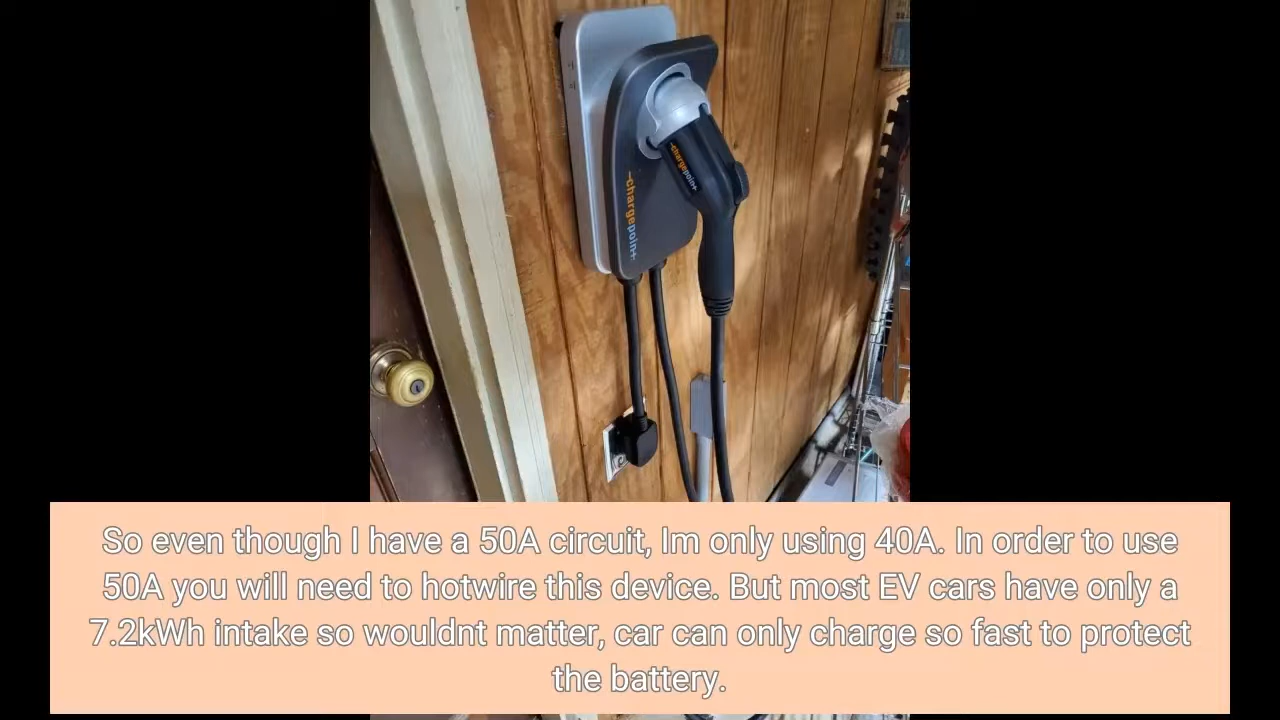 -chargepoin+
-chargepoin+
So even though I have a 50A circuit, Im only using 40A. In order to use
50A you will need to hotwire this device. But most EV cars have only a
7.2kWh intake so wouldnt matter, car can only charge so fast to protect
the battery.